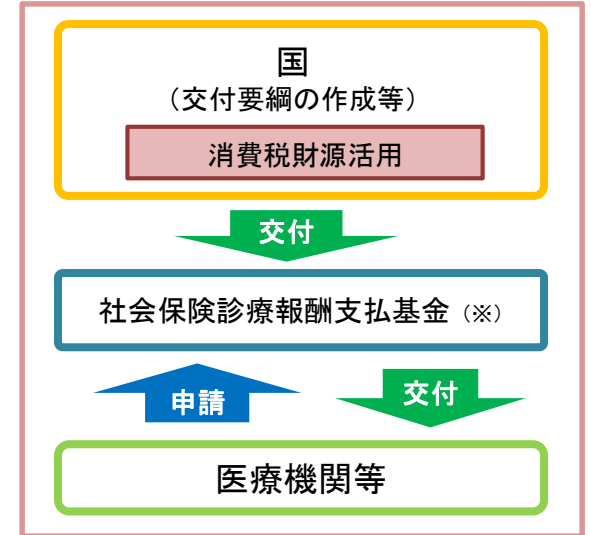 国
（交付要綱の作成等）
消費税財源活用
交付
社会保険診療報酬支払基金（※）
申請
交付
医療機関等